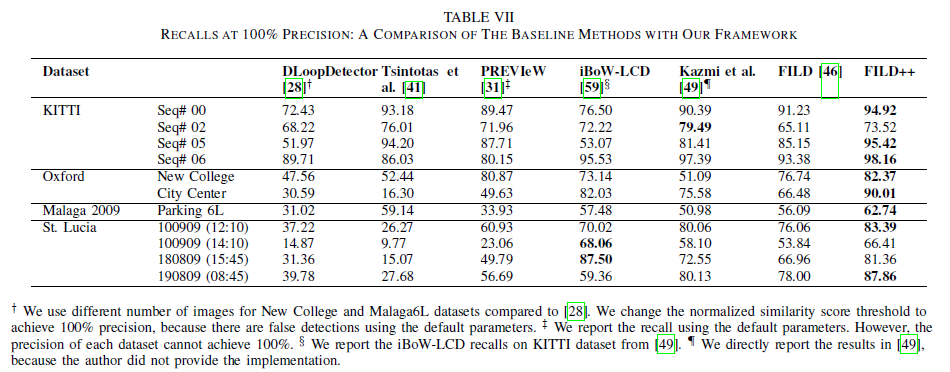 TABLE VII
RECALLS AT 100% PRECISION: A COMPARISON OF THE BASELINE METHODS WITH OUR FRAMEWORK
Dataset DLoopDetector Tsintotas et PREVIeW iBoW-LCD Kazmi et al. FILD [46] FILD++
[28]† al. [41] [31]‡ [59]§ [49]¶
KITTI Seq# 00 72.43 93.18 89.47 76.50 90.39 91.23 94.92
Seq# 02 68.22 76.01 71.96 72.22 79.49 65.11 73.52
Seq# 05 51.97 94.20 87.71 53.07 81.41 85.15 95.42
Seq# 06 89.71 86.03 80.15 95.53 97.39 93.38 98.16
Oxford New College 47.56 52.44 80.87 73.14 51.09 76.74 82.37
City Center 30.59 16.30 49.63 82.03 75.58 66.48 90.01
Malaga 2009 Parking 6L 31.02 59.14 33.93 57.48 50.98 56.09 62.74
St. Lucia 100909 (12:10) 37.22 26.27 60.93 70.02 80.06 76.06 83.39
100909 (14:10) 14.87 9.77 23.06 68.06 58.10 53.84 66.41
180809 (15:45) 31.36 15.07 49.79 87.50 72.55 66.96 81.36
190809 (08:45) 39.78 27.68 56.69 59.36 80.13 78.00 87.86
† We use different number of images for New College and Malaga6L datasets compared to [28]. We change the normalized similarity score threshold to
achieve 100% precision, because there are false detections using the default parameters. ‡ We report the recall using the default parameters. However, the
precision of each dataset cannot achieve 100%. § We report the iBoW-LCD recalls on KITTI dataset from [49]. ¶ We directly report the results in [49],
because the author did not provide the implementation.